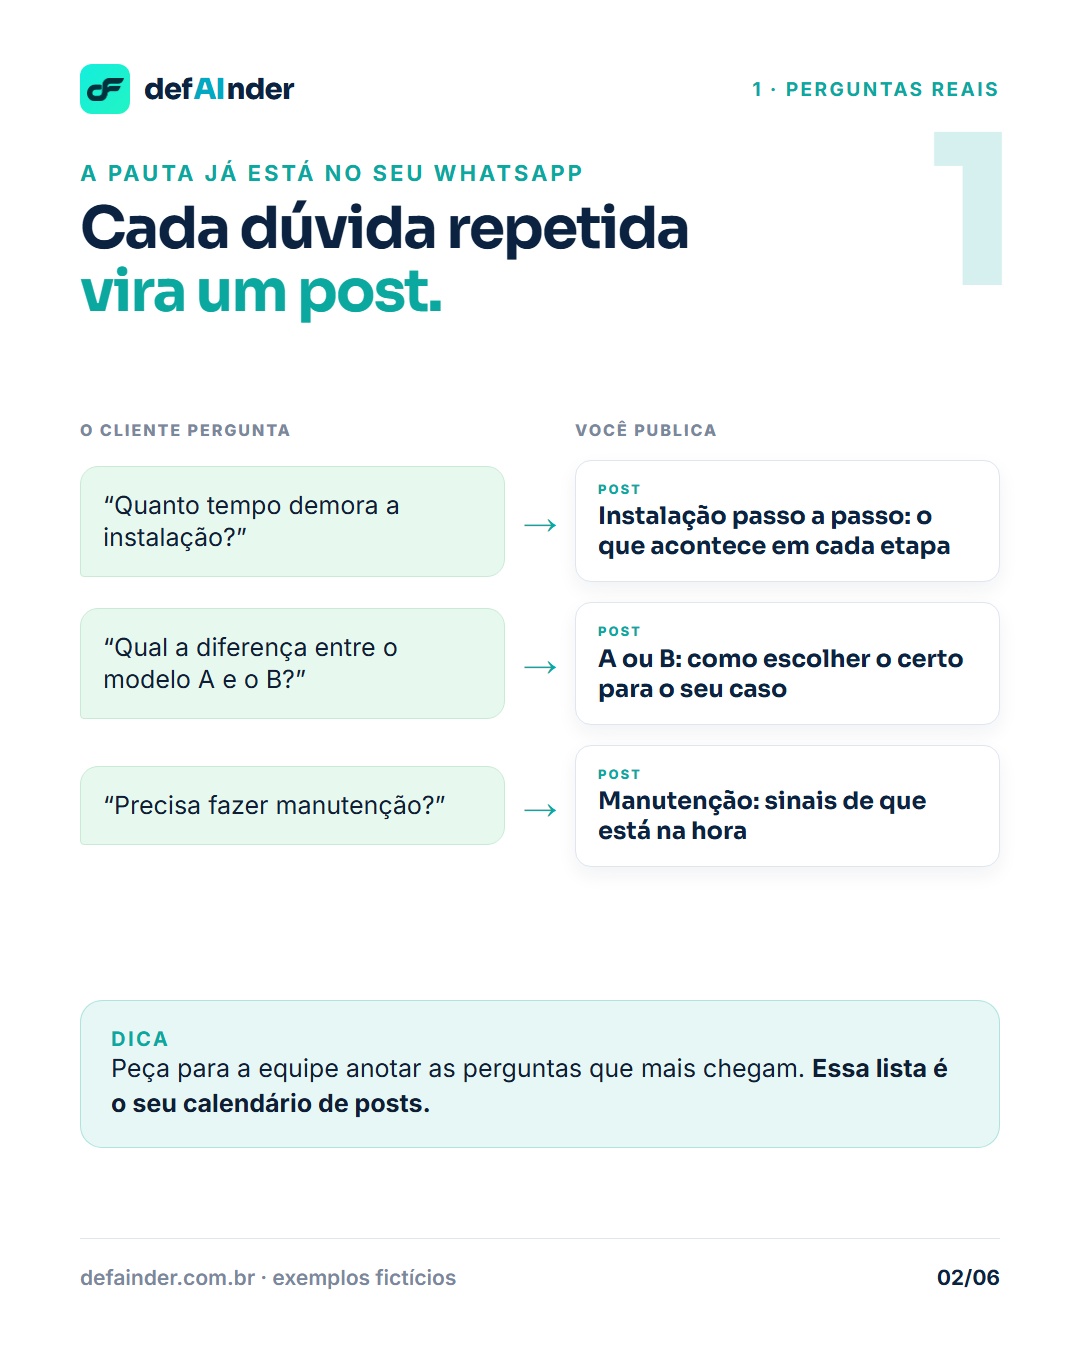 defAInder
1 · PERGUNTAS REAIS
1
A PAUTA JÁ ESTÁ NO SEU WHATSAPP
Cada dúvida repetida
vira um post.
O CLIENTE PERGUNTA
VOCÊ PUBLICA
“Quanto tempo demora a
instalação?”
→
POST
Instalação passo a passo: o
que acontece em cada etapa
“Qual a diferença entre o
modelo A e o B?”
→
POST
A ou B: como escolher o certo
para o seu caso
“Precisa fazer manutenção?”
→
POST
Manutenção: sinais de que
está na hora
DICA
Peça para a equipe anotar as perguntas que mais chegam. Essa lista é
o seu calendário de posts.
defainder.com.br · exemplos fictícios
02/06